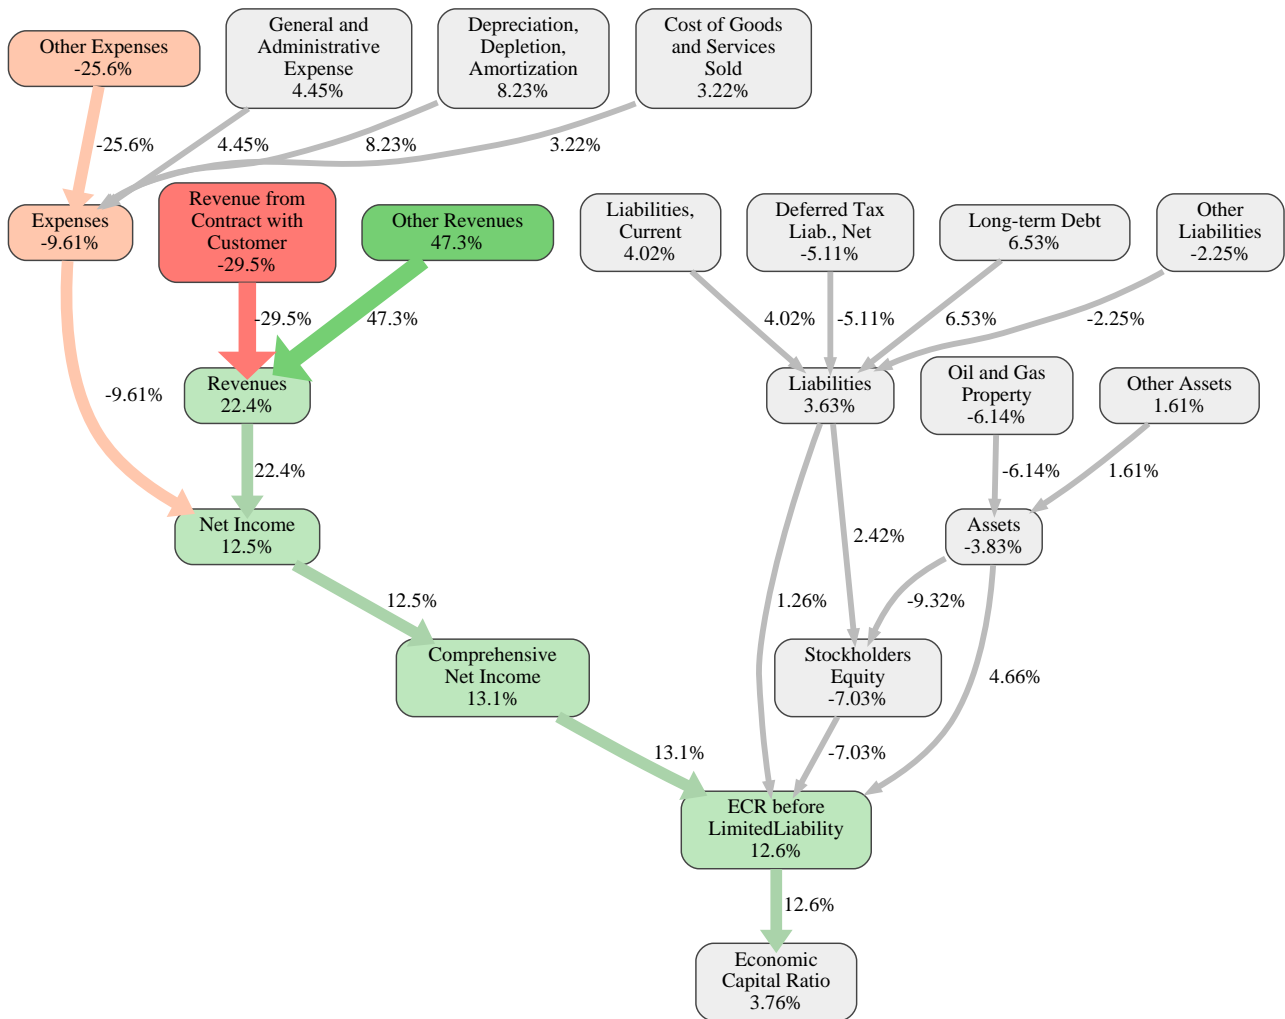 Other Expenses
-25.6%
General and
Administrative
Expense
4.45%
Depreciation,
Depletion,
Amortization
8.23%
Cost of Goods
and Services
Sold
3.22%
-25.6%
4.45%
8.23%
3.22%
Expenses
-9.61%
Revenue from
Contract with
Customer
-29.5%
Other Revenues
47.3%
Liabilities,
Current
4.02%
Deferred Tax
Liab., Net
-5.11%
Long-term Debt
6.53%
Other
Liabilities
-2.25%
-29.5%
47.3%
4.02%
-5.11%
6.53%
-2.25%
-9.61%
Revenues
22.4%
Liabilities
3.63%
Oil and Gas
Property
-6.14%
Other Assets
1.61%
22.4%
-6.14%
1.61%
Net Income
12.5%
2.42%
Assets
-3.83%
12.5%
1.26%
-9.32%
Comprehensive
Net Income
13.1%
Stockholders
Equity
-7.03%
4.66%
13.1%
-7.03%
ECR before
LimitedLiability
12.6%
12.6%
Economic
Capital Ratio
3.76%